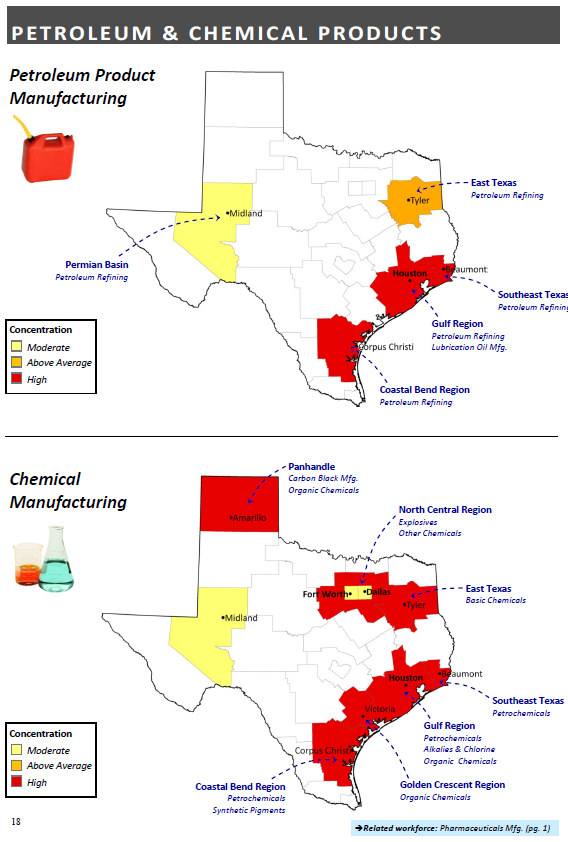 PETROLEUM & CHEMICAL PRODUCTS
Petroleum Product
Manufacturing
East Texas
Petroleum Refining
Tyler
Midland
Permian Basin
Petroleum Refining
Houston
Beaumont
Southeast Texas
Petroleum Refining
Gulf Region
Petroleum Refining
Lubrication Oil Mfg.
Corpus Christi
Coastal Bend Region
Petroleum Refining
Concentration
Moderate
Above Average
High
Chemical
Manufacturing
Panhandle
Carbon Black Mfg.
Organic Chemicals
Amarillo
North Central Region
Explosives
Other Chemicals
Fort Worth
Dallas
East Texas
Basic Chemicals
Tyler
Midland
Houston
Beaumont
Southeast Texas
Petrochemicals
Victoria
Gulf Region
Petrochemicals
Alkalies & Chlorine
Organic Chemicals
Corpus Christi
Golden Crescent Region
Organic Chemicals
Coastal Bend Region
Petrochemicals
Synthetic Pigments
Concentration
Moderate
Above Average
High
18
➔Related workforce: Pharmaceuticals Mfg. (pg. 1)